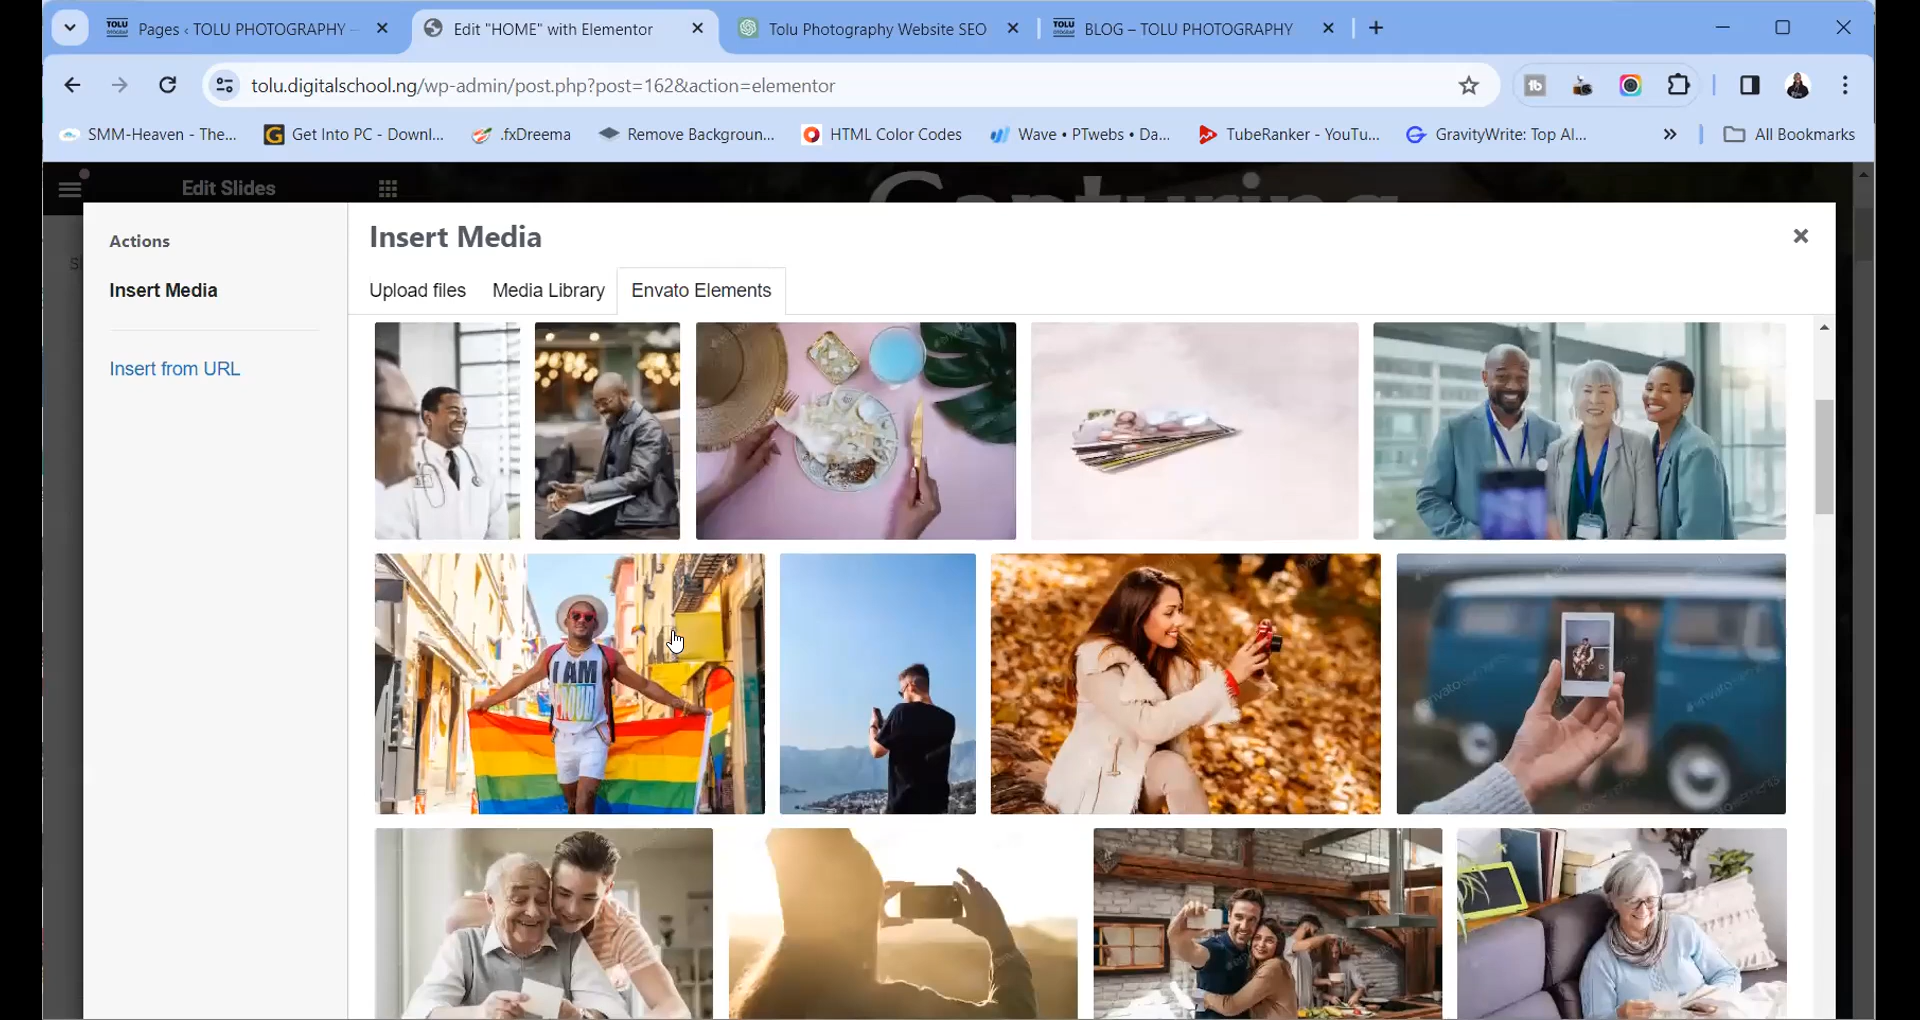 TOLU
Pages ‹ TOLU PHOTOGRAPHY –
Edit "HOME" with Elementor
Tolu Photography Website SEO
TOLU
BLOG – TOLU PHOTOGRAPHY
tolu.digitalschool.ng/wp-admin/post.php?post=162&action=elementor
SMM-Heaven - The...
Get Into PC - Downl...
.fxDreema
Remove Backgroun...
HTML Color Codes
Wave • PTwebs • Da...
TubeRanker - YouTu...
GravityWrite: Top AI...
»
All Bookmarks
Edit Slides
Capturing
Actions
Insert Media
Insert from URL
Insert Media
Upload files
Media Library
Envato Elements
I AM